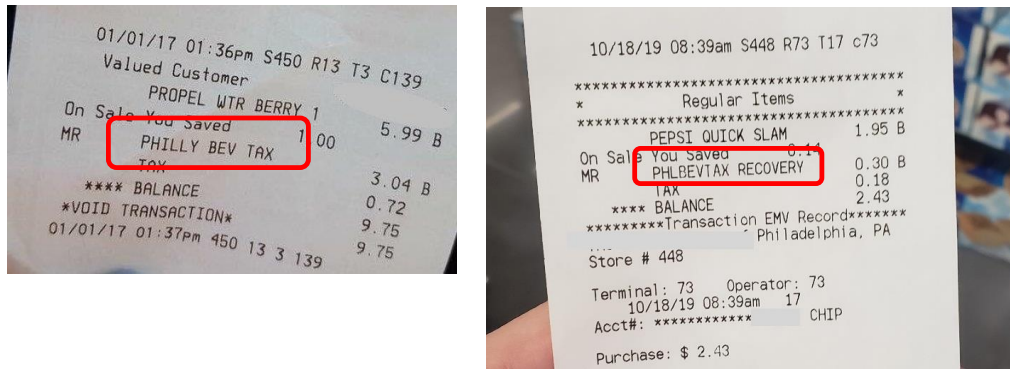 01/01/17 01:36pm S450 R13 T3 C139
Valued Customer
PROPEL WTR BERRY 1 5.99 B
On Sale You Saved 1.00
MR PHILLY BEV TAX 3.04 B
TAX 0.72
**** BALANCE 9.75
*VOID TRANSACTION* 9.75
01/01/17 01:37pm 450 13 3 139
10/18/19 08:39am S448 R73 T17 c73
**************************************
* Regular Items *
**************************************
PEPSI QUICK SLAM 1.95 B
On Sale You Saved 0.14
MR PHLBEVTAX RECOVERY 0.30 B
TAX 0.18
**** BALANCE 2.43
*********Transaction EMV Record*******
Philadelphia, PA
Store # 448
Terminal: 73 Operator: 73
10/18/19 08:39am 17
Acct#: ************ CHIP
Purchase: $ 2.43